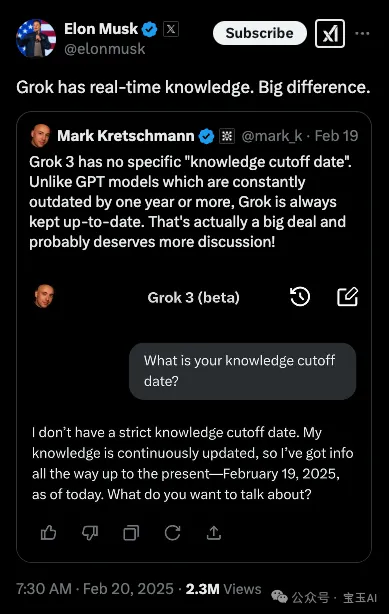 Elon Musk
@elonmusk
Subscribe
Grok has real-time knowledge. Big difference.
Mark Kretschmann @mark_k · Feb 19
Grok 3 has no specific "knowledge cutoff date".
Unlike GPT models which are constantly
outdated by one year or more, Grok is always
kept up-to-date. That's actually a big deal and
probably deserves more discussion!
Grok 3 (beta)
What is your knowledge cutoff
date?
I don't have a strict knowledge cutoff date. My
knowledge is continuously updated, so I've got info
all the way up to the present—February 19, 2025,
as of today. What do you want to talk about?
7:30 AM · Feb 20, 2025 · 2.3M Views
公众号 · 宝玉AI